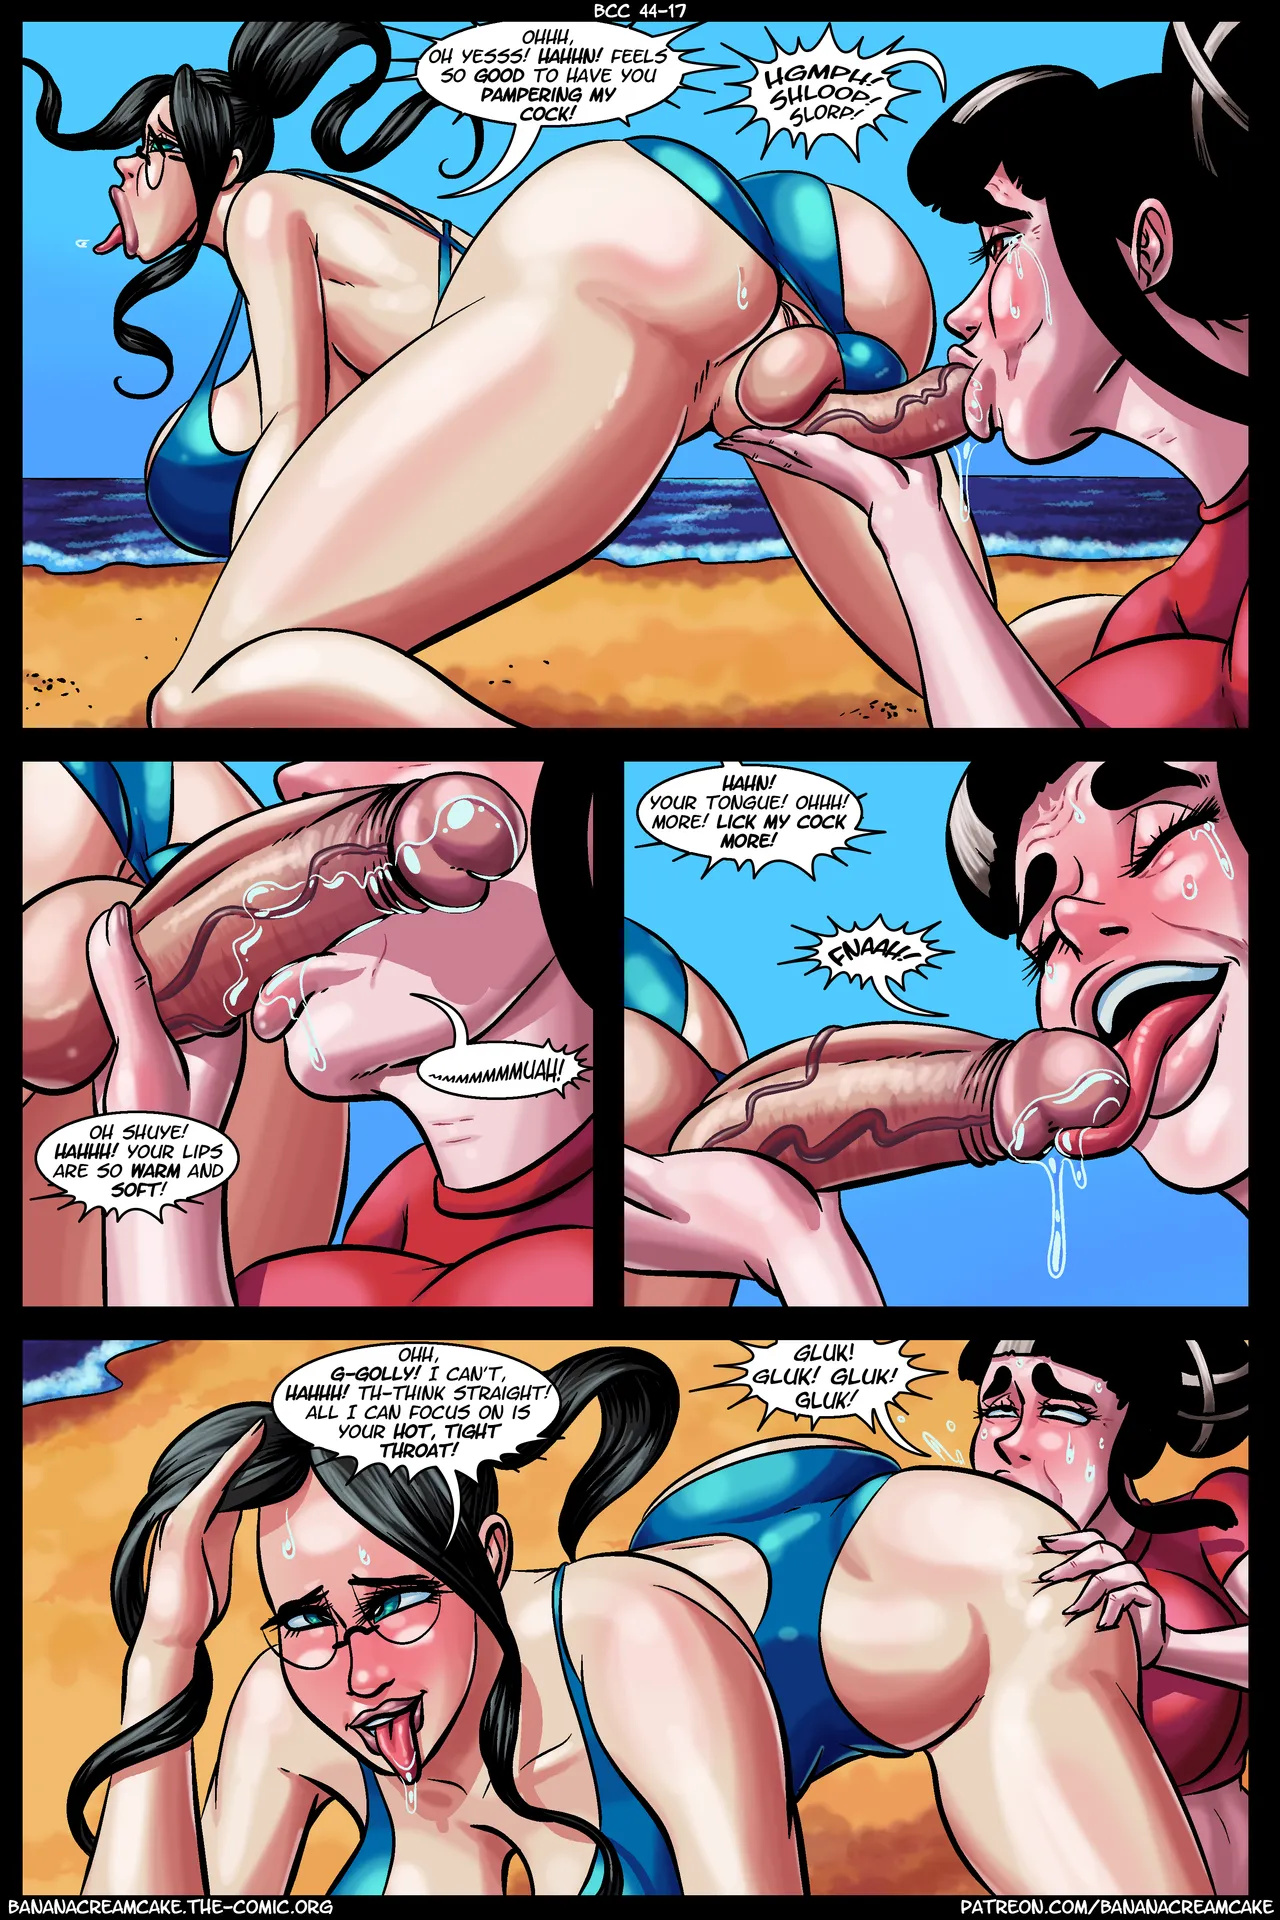 BCC 44-17
OHHH,
OH YESSS! HAHHN! FEELS
SO GOOD TO HAVE YOU
PAMPERING MY
COCK!
HGMPH!
SHLOOP!
SLORP!
MMMMMMMUAH!
OH SHUYE!
HAHHH! YOUR LIPS
ARE SO WARM AND
SOFT!
HAHN!
YOUR TONGUE! OHHH!
MORE! LICK MY COCK
MORE!
FNAAH!
OHH,
G-GOLLY! I CAN'T,
HAHHH! TH-THINK STRAIGHT!
ALL I CAN FOCUS ON IS
YOUR HOT, TIGHT
THROAT!
GLUK!
GLUK! GLUK!
GLUK!
BANANACREAMCAKE.THE-COMIC.ORG
PATREON.COM/BANANACREAMCAKE